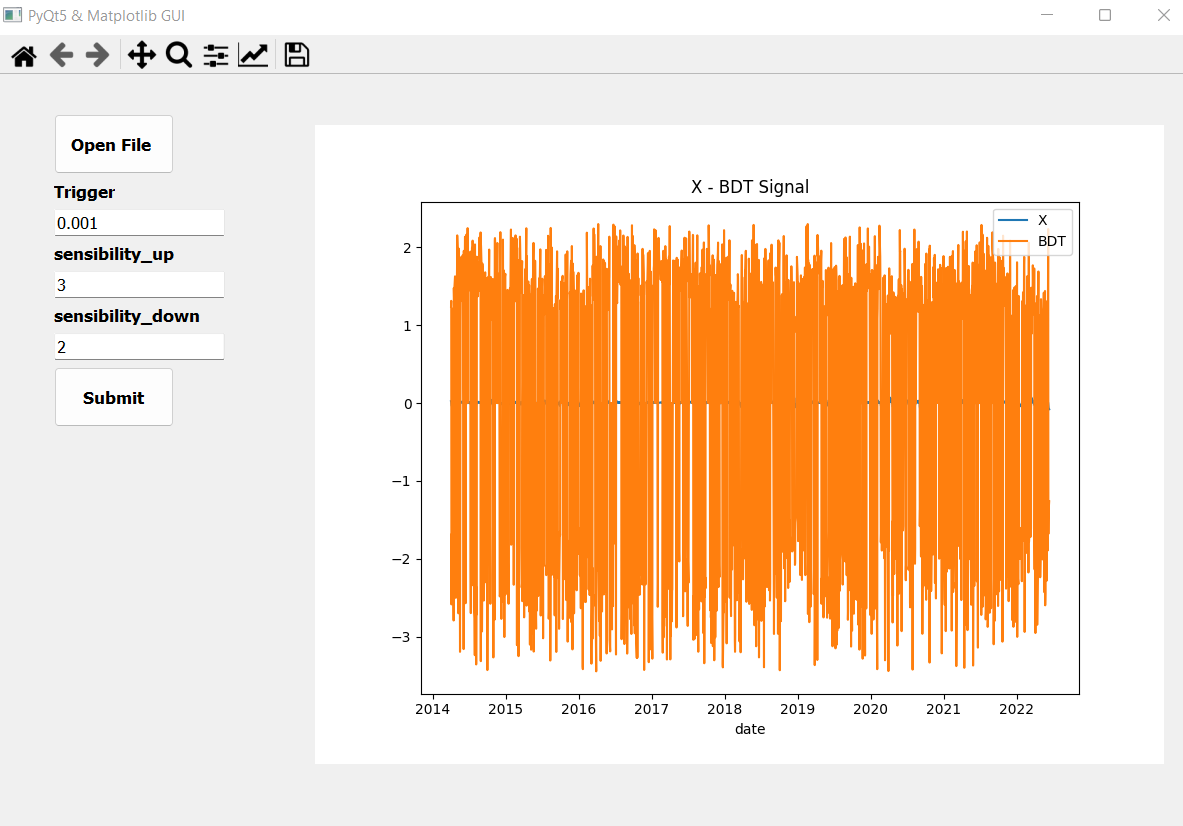 PyQt5 & Matplotlib GUI
Open File
Trigger
0.001
sensibility_up
3
sensibility_down
2
Submit
X - BDT Signal
X
BDT
2
1
0
−1
−2
−3
2014 2015 2016 2017 2018 2019 2020 2021 2022
date